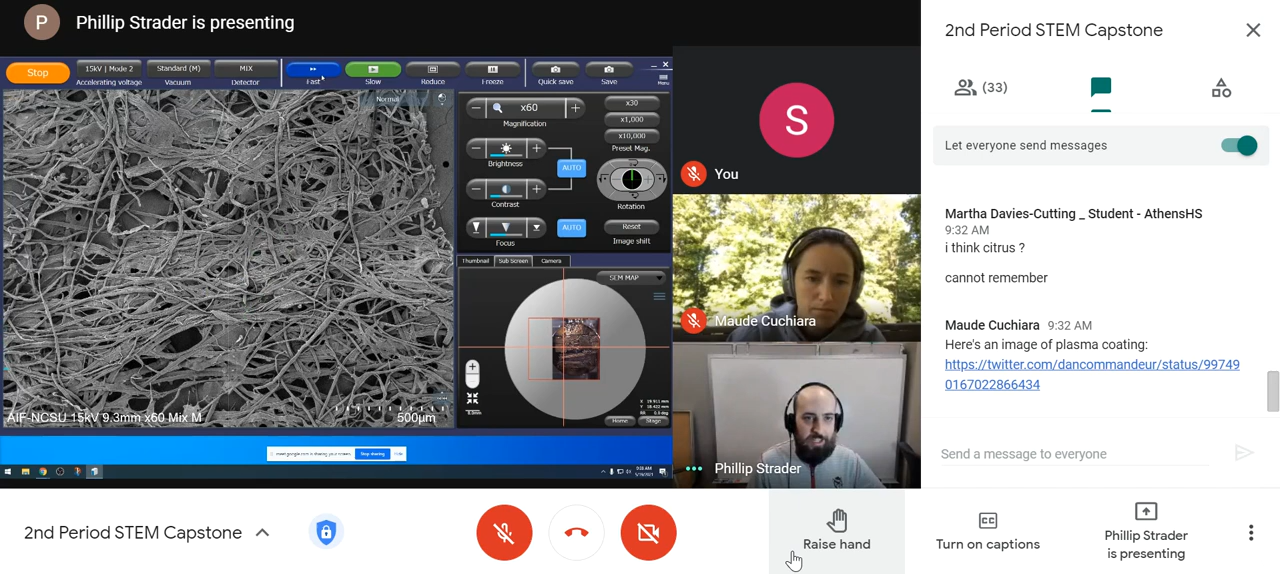 P
Phillip Strader is presenting
Stop
15kV | Mode 2
Accelerating voltage
Standard (M)
Vacuum
MIX
Detector
Fast
Slow
Reduce
Freeze
Quick save
Save
Menu
Normal
x60
Magnification
x30
x1,000
x10,000
Preset Mag.
Brightness
AUTO
Contrast
Rotation
Focus
AUTO
Reset
Image shift
Thumbnail
Sub Screen
Camera
SEM MAP
Home
Stage
AIF-NCSU 15kV 9.3mm x60 Mix M
500µm
Stop sharing
Hide
S
You
Maude Cuchiara
Phillip Strader
2nd Period STEM Capstone
(33)
Let everyone send messages
Martha Davies-Cutting _ Student - AthensHS
9:32 AM
i think citrus ?
cannot remember
Maude Cuchiara 9:32 AM
Here's an image of plasma coating:
https://twitter.com/dancommandeur/status/99749
0167022866434
Send a message to everyone
2nd Period STEM Capstone
Raise hand
CC
Turn on captions
Phillip Strader
is presenting